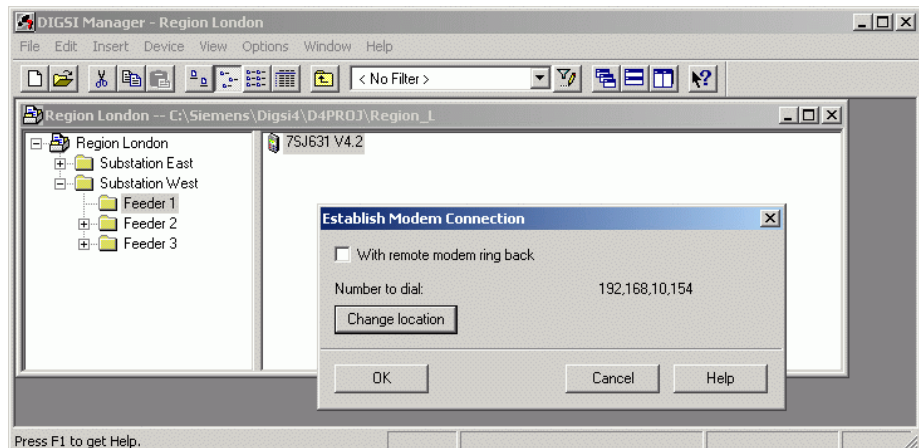 DIGSI Manager - Region London
File Edit Insert Device View Options Window Help
< No Filter >
Region London -- C:\Siemens\Digsi4\D4PROJ\Region_L
Region London
Substation East
Substation West
Feeder 1
Feeder 2
Feeder 3
7SJ631 V4.2
Establish Modem Connection
With remote modem ring back
Number to dial: 192,168,10,154
Change location
OK Cancel Help
Press F1 to get Help.